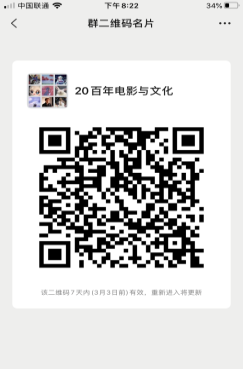 中国联通 下午8:22 34%
群二维码名片
20百年电影与文化
该二维码7天内(3月3日前)有效，重新进入将更新